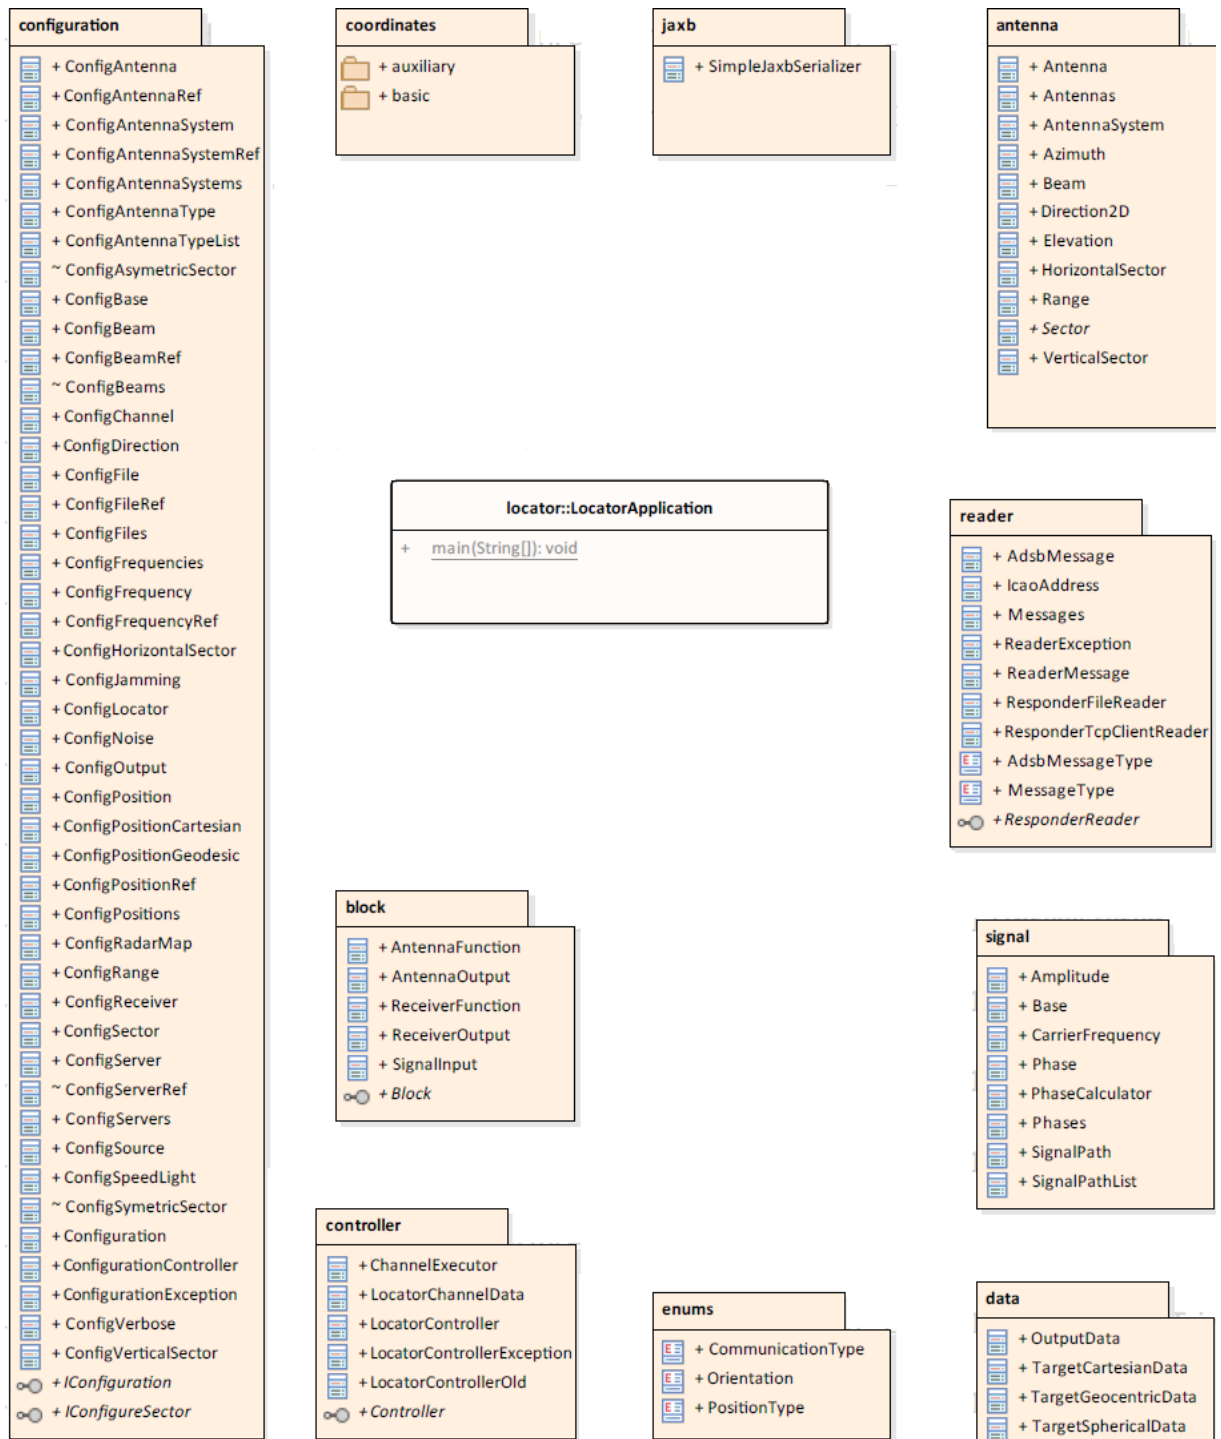 configuration
+ ConfigAntenna
+ ConfigAntennaRef
+ ConfigAntennaSystem
+ ConfigAntennaSystemRef
+ ConfigAntennaSystems
+ ConfigAntennaType
+ ConfigAntennaTypeList
~ ConfigAsymetricSector
+ ConfigBase
+ ConfigBeam
+ ConfigBeamRef
~ ConfigBeams
+ ConfigChannel
+ ConfigDirection
+ ConfigFile
+ ConfigFileRef
+ ConfigFiles
+ ConfigFrequencies
+ ConfigFrequency
+ ConfigFrequencyRef
+ ConfigHorizontalSector
+ ConfigJamming
+ ConfigLocator
+ ConfigNoise
+ ConfigOutput
+ ConfigPosition
+ ConfigPositionCartesian
+ ConfigPositionGeodesic
+ ConfigPositionRef
+ ConfigPositions
+ ConfigRadarMap
+ ConfigRange
+ ConfigReceiver
+ ConfigSector
+ ConfigServer
~ ConfigServerRef
+ ConfigServers
+ ConfigSource
+ ConfigSpeedLight
~ ConfigSymetricSector
+ Configuration
+ ConfigurationController
+ ConfigurationException
+ ConfigVerbose
+ ConfigVerticalSector
+ IConfiguration
+ IConfigureSector
coordinates
+ auxiliary
+ basic
jaxb
+ SimpleJaxbSerializer
antenna
+ Antenna
+ Antennas
+ AntennaSystem
+ Azimuth
+ Beam
+ Direction2D
+ Elevation
+ HorizontalSector
+ Range
+ Sector
+ VerticalSector
locator::LocatorApplication
+ main(String[]): void
reader
+ AdsbMessage
+ IcaoAddress
+ Messages
+ ReaderException
+ ReaderMessage
+ ResponderFileReader
+ ResponderTcpClientReader
+ AdsbMessageType
+ MessageType
+ ResponderReader
block
+ AntennaFunction
+ AntennaOutput
+ ReceiverFunction
+ ReceiverOutput
+ SignalInput
+ Block
signal
+ Amplitude
+ Base
+ CarrierFrequency
+ Phase
+ PhaseCalculator
+ Phases
+ SignalPath
+ SignalPathList
controller
+ ChannelExecutor
+ LocatorChannelData
+ LocatorController
+ LocatorControllerException
+ LocatorControllerOld
+ Controller
enums
+ CommunicationType
+ Orientation
+ PositionType
data
+ OutputData
+ TargetCartesianData
+ TargetGeocentricData
+ TargetSphericalData